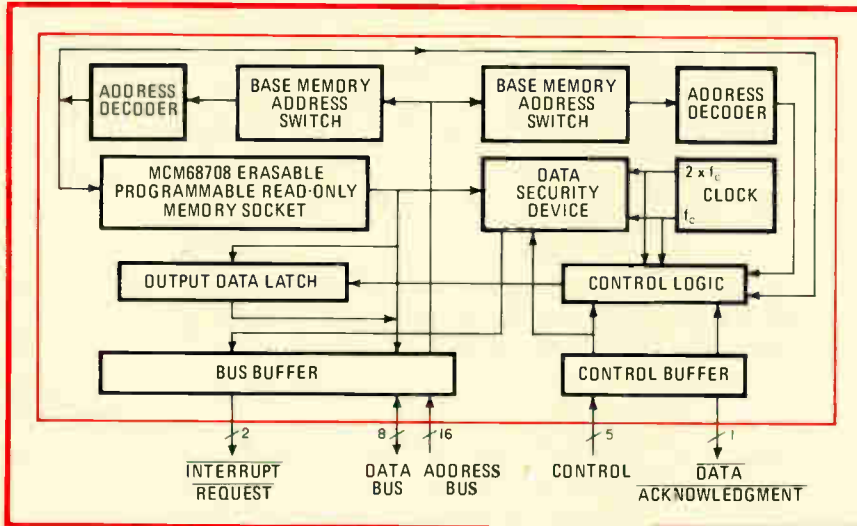 ADDRESS
DECODER
BASE MEMORY
ADDRESS
SWITCH
BASE MEMORY
ADDRESS
SWITCH
ADDRESS
DECODER
MCM68708 ERASABLE
PROGRAMMABLE READ-ONLY
MEMORY SOCKET
DATA
SECURITY
DEVICE
2 x fc
CLOCK
fc
OUTPUT DATA LATCH
CONTROL LOGIC
BUS BUFFER
CONTROL BUFFER
2
8
16
5
1
INTERRUPT
REQUEST
DATA
BUS
ADDRESS
BUS
CONTROL
DATA
ACKNOWLEDGMENT